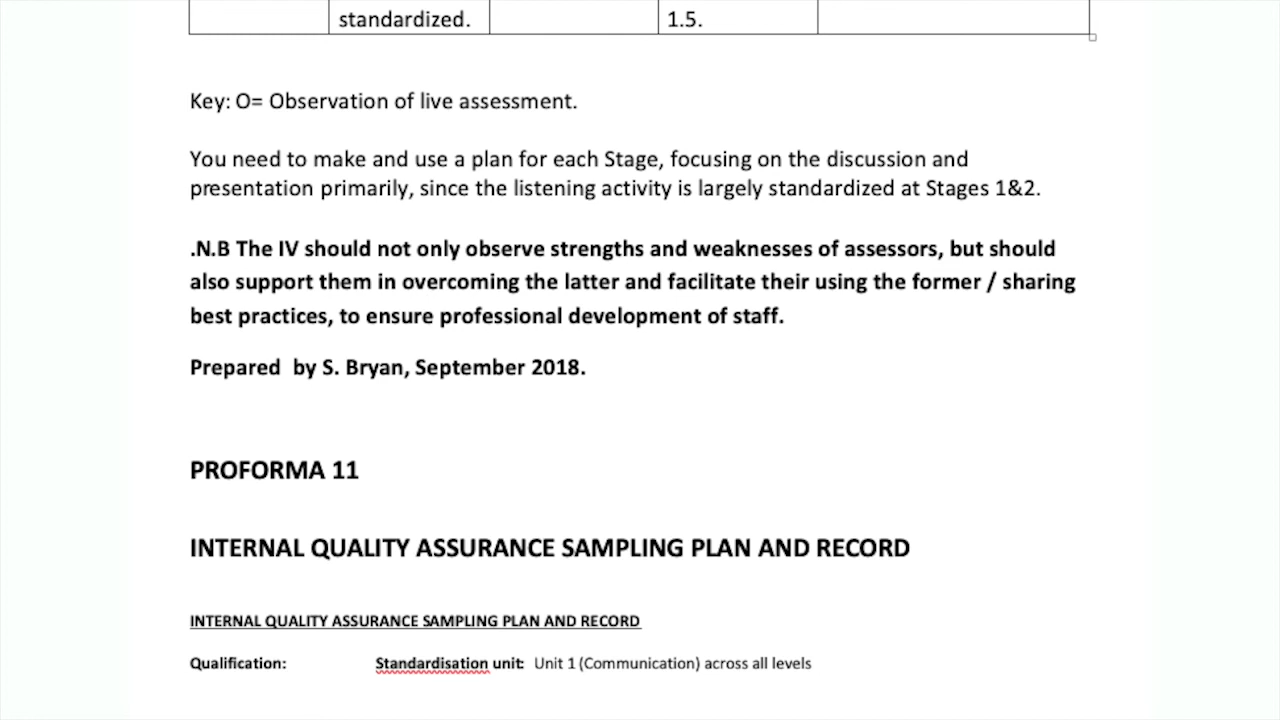 standardized. 1.5.
Key: O= Observation of live assessment.
You need to make and use a plan for each Stage, focusing on the discussion and
presentation primarily, since the listening activity is largely standardized at Stages 1&2.
.N.B The IV should not only observe strengths and weaknesses of assessors, but should
also support them in overcoming the latter and facilitate their using the former / sharing
best practices, to ensure professional development of staff.
Prepared  by S. Bryan, September 2018.
PROFORMA 11
INTERNAL QUALITY ASSURANCE SAMPLING PLAN AND RECORD
INTERNAL QUALITY ASSURANCE SAMPLING PLAN AND RECORD
Qualification: Standardisation unit: Unit 1 (Communication) across all levels